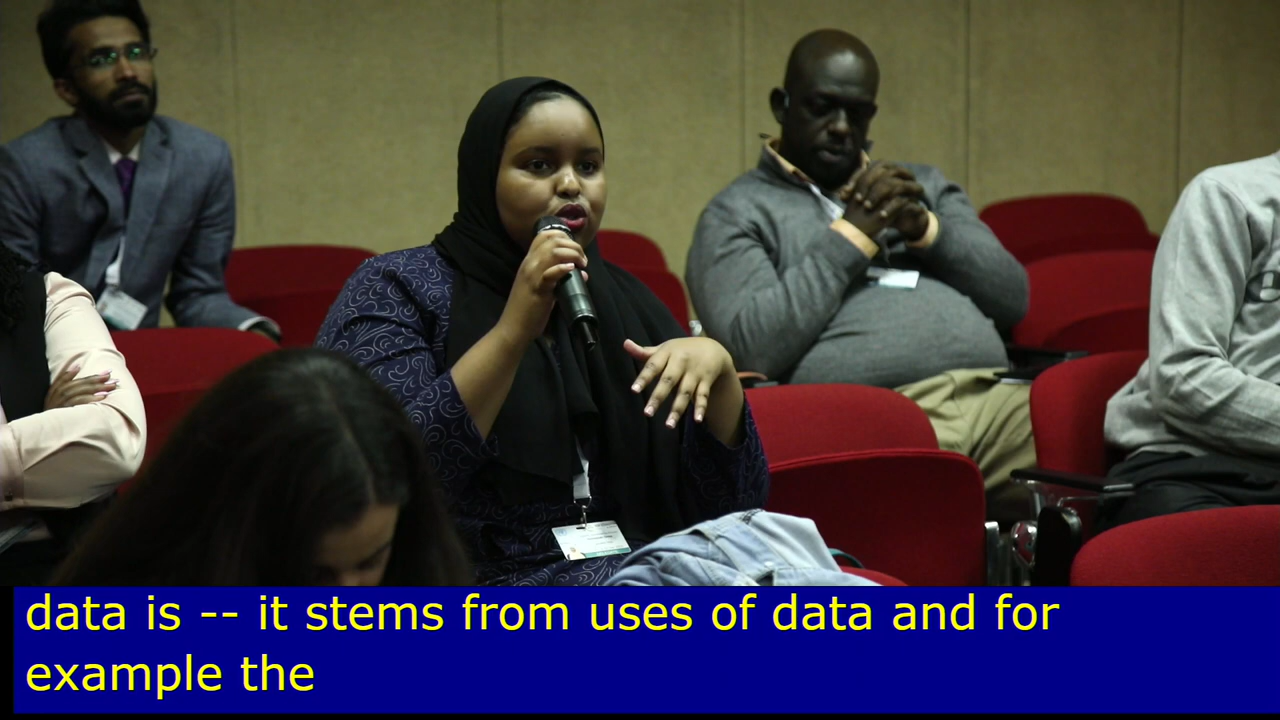 data is -- it stems from uses of data and for
example the